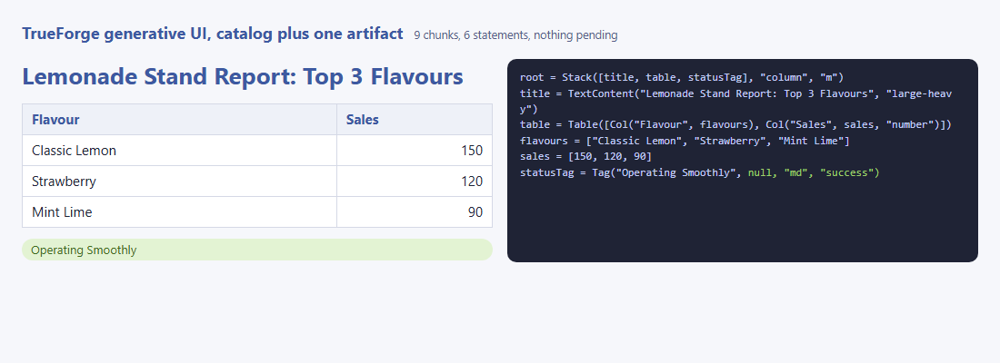 TrueForge generative UI, catalog plus one artifact 9 chunks, 6 statements, nothing pending
Lemonade Stand Report: Top 3 Flavours
Flavour Sales
Classic Lemon 150
Strawberry 120
Mint Lime 90
Operating Smoothly
root = Stack([title, table, statusTag], "column", "m")
title = TextContent("Lemonade Stand Report: Top 3 Flavours", "large-heav
y")
table = Table([Col("Flavour", flavours), Col("Sales", sales, "number")])
flavours = ["Classic Lemon", "Strawberry", "Mint Lime"]
sales = [150, 120, 90]
statusTag = Tag("Operating Smoothly", null, "md", "success")